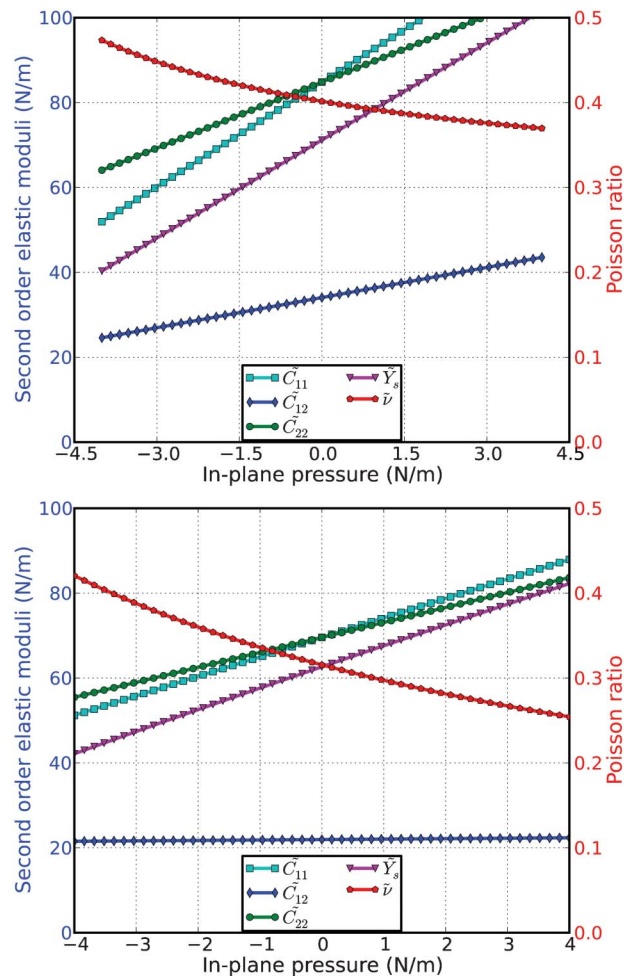 100
80
60
40
20
0
Second order elastic moduli (N/m)
0.5
0.4
0.3
0.2
0.1
0.0
Poisson ratio
C̃₁₁
C̃₁₂
C̃₂₂
Ỹₛ
ν̃
−4.5 −3.0 −1.5 0.0 1.5 3.0 4.5
In-plane pressure (N/m)
100
80
60
40
20
0
Second order elastic moduli (N/m)
0.5
0.4
0.3
0.2
0.1
0.0
Poisson ratio
C̃₁₁
C̃₁₂
C̃₂₂
Ỹₛ
ν̃
−4 −3 −2 −1 0 1 2 3 4
In-plane pressure (N/m)